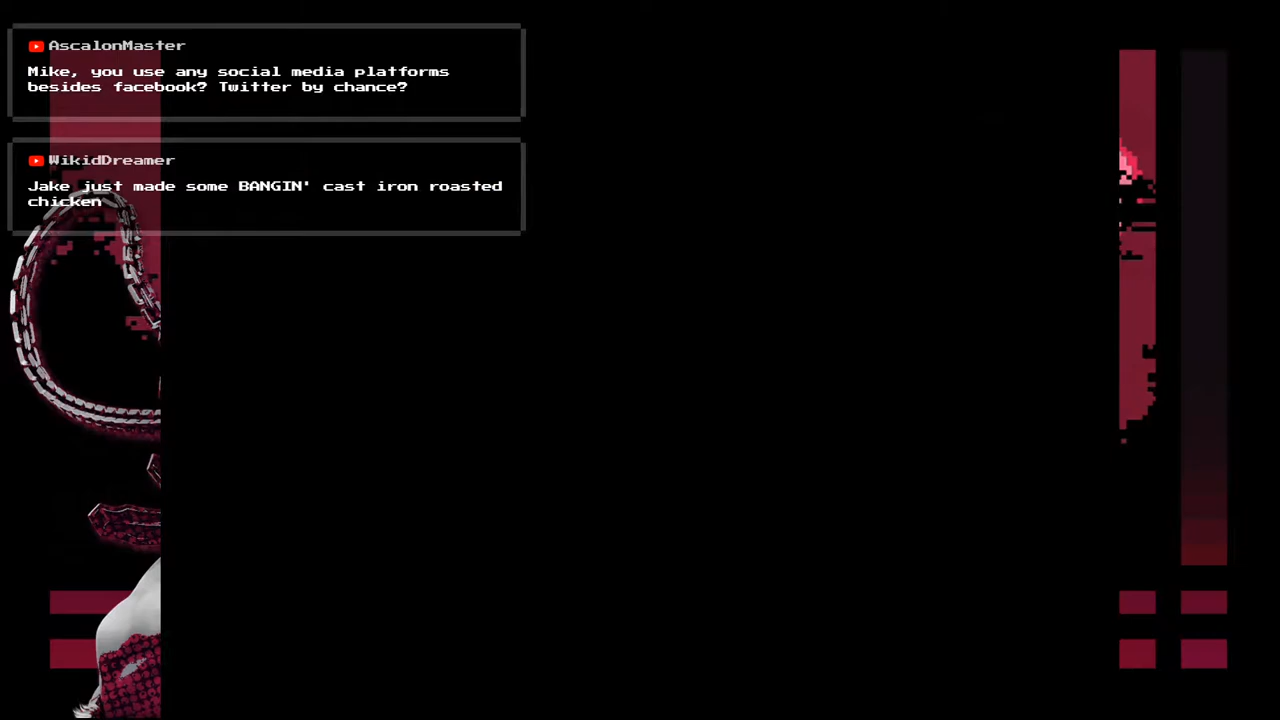 AscalonMaster
Mike, you use any social media platforms
besides facebook? Twitter by chance?
WikidDreamer
Jake just made some BANGIN' cast iron roasted
chicken